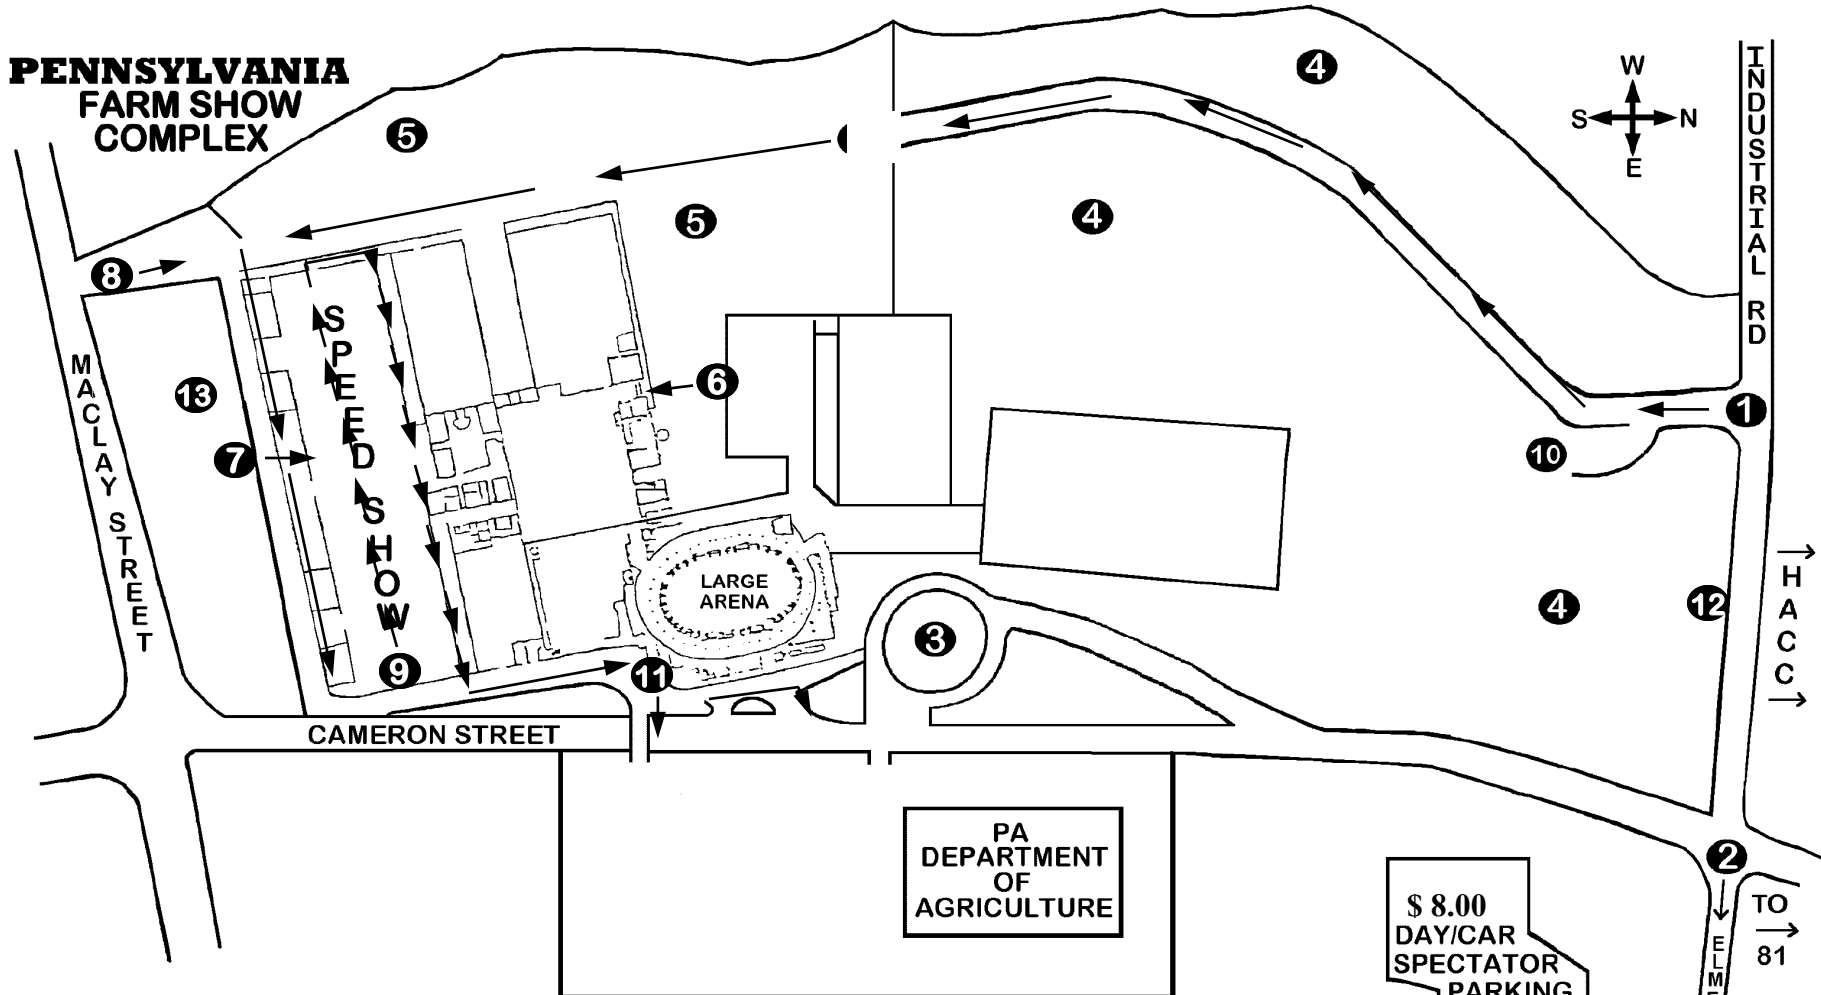 PENNSYLVANIA
FARM SHOW
COMPLEX
4
W
S N
E
INDUSTRIAL RD
5
5
4
8
6
13
7
1
10
MACLAY STREET
SPEED SHOW
LARGE
ARENA
4
12
HACC
3
9
11
CAMERON STREET
PA
DEPARTMENT
OF
AGRICULTURE
2
$ 8.00
DAY/CAR
SPECTATOR
PARKING
TO
81